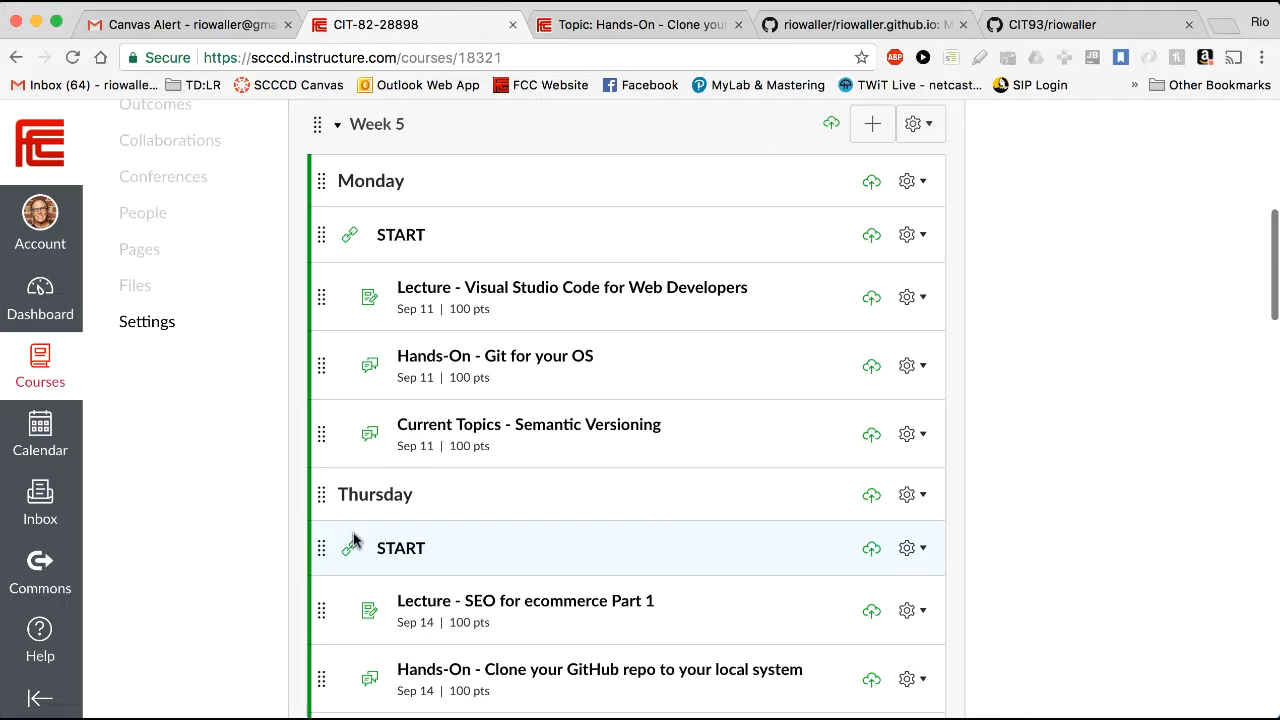 Canvas Alert - riowaller@gma
CIT-82-28898
Topic: Hands-On - Clone your
riowaller/riowaller.github.io: M
CIT93/riowaller
Rio
Secure
https://scccd.instructure.com/courses/18321
ABP
JB
Inbox (64) - riowalle...
TD:LR
SCCCD Canvas
Outlook Web App
FCC Website
Facebook
MyLab & Mastering
TWiT Live - netcast...
SIP Login
»
Other Bookmarks
Outcomes
Collaborations
Conferences
People
Pages
Files
Settings
FCC
Account
Dashboard
Courses
Calendar
Inbox
Commons
Help
Week 5
Monday
START
Lecture - Visual Studio Code for Web Developers
Sep 11 | 100 pts
Hands-On - Git for your OS
Sep 11 | 100 pts
Current Topics - Semantic Versioning
Sep 11 | 100 pts
Thursday
START
Lecture - SEO for ecommerce Part 1
Sep 14 | 100 pts
Hands-On - Clone your GitHub repo to your local system
Sep 14 | 100 pts